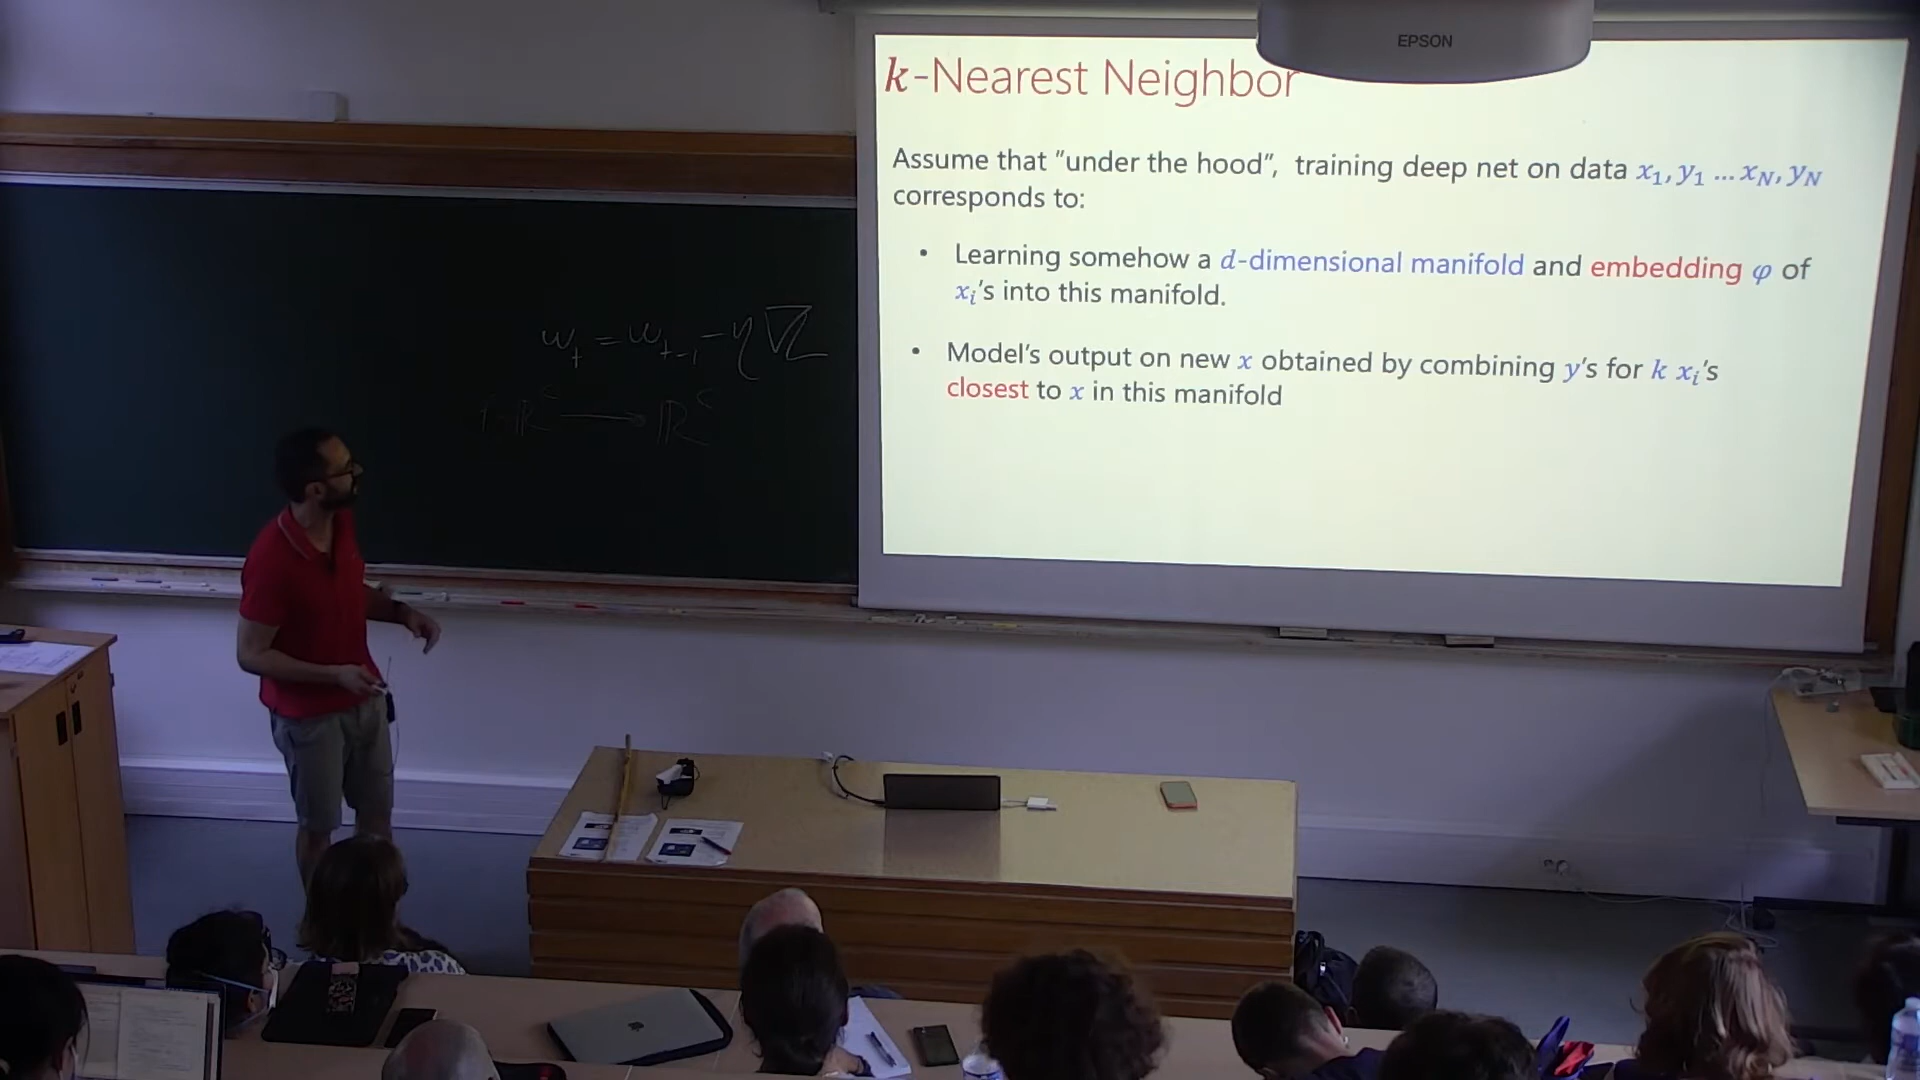 EPSON
k-Nearest Neighbor
Assume that "under the hood", training deep net on data x₁, y₁ ... x_N, y_N
corresponds to:
• Learning somehow a d-dimensional manifold and embedding φ of
xᵢ's into this manifold.
• Model's output on new x obtained by combining y's for k xᵢ's
closest to x in this manifold
w_t = w_{t-1} - η∇L